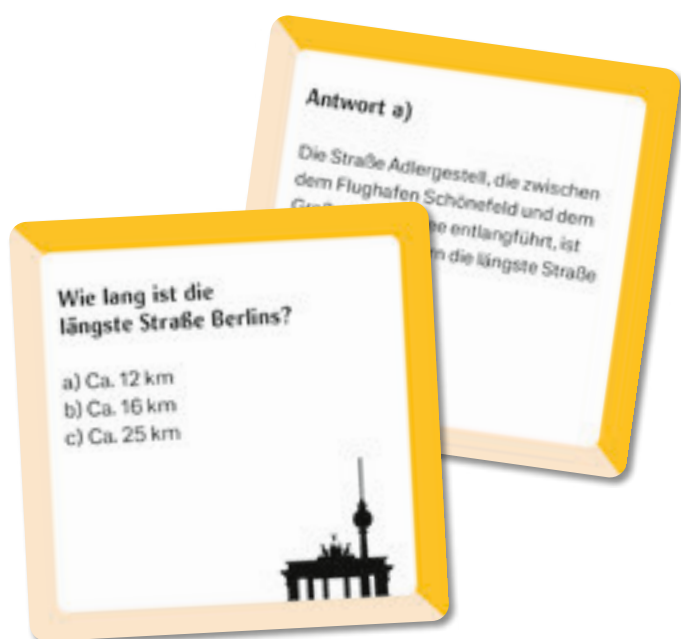 Antwort a)
Die Straße Adlergestell, die zwischen
dem Flughafen Schönefeld und dem
entlangführt, ist
die längste Straße
Wie lang ist die
längste Straße Berlins?
a) Ca. 12 km
b) Ca. 16 km
c) Ca. 25 km